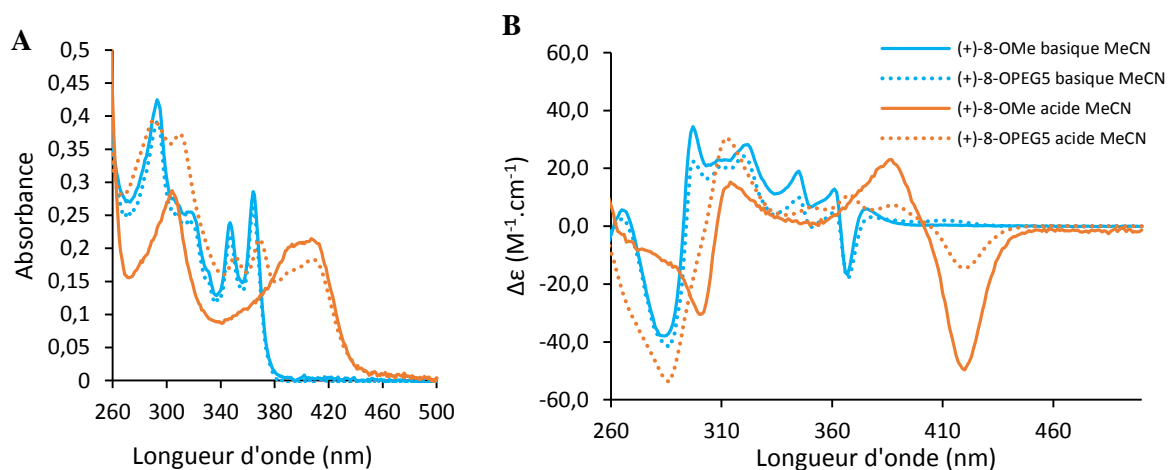 A
Absorbance
0,5
0,45
0,4
0,35
0,3
0,25
0,2
0,15
0,1
0,05
0
260 300 340 380 420 460 500
Longueur d'onde (nm)
B
Δε (M⁻¹.cm⁻¹)
60,0
40,0
20,0
0,0
-20,0
-40,0
-60,0
260 310 360 410 460
Longueur d'onde (nm)
(+)-8-OMe basique MeCN
(+)-8-OPEG5 basique MeCN
(+)-8-OMe acide MeCN
(+)-8-OPEG5 acide MeCN